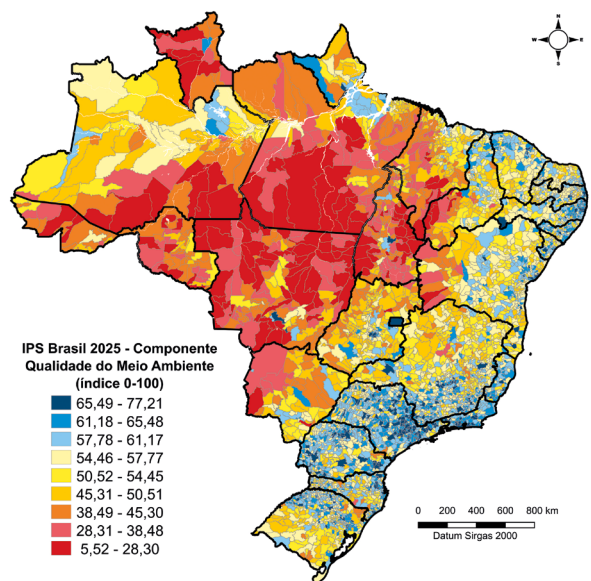 N
W
E
S
IPS Brasil 2025 - Componente
Qualidade do Meio Ambiente
(índice 0-100)
65,49 - 77,21
61,18 - 65,48
57,78 - 61,17
54,46 - 57,77
50,52 - 54,45
45,31 - 50,51
38,49 - 45,30
28,31 - 38,48
5,52 - 28,30
0 400 800 km
Datum Sirgas 2000